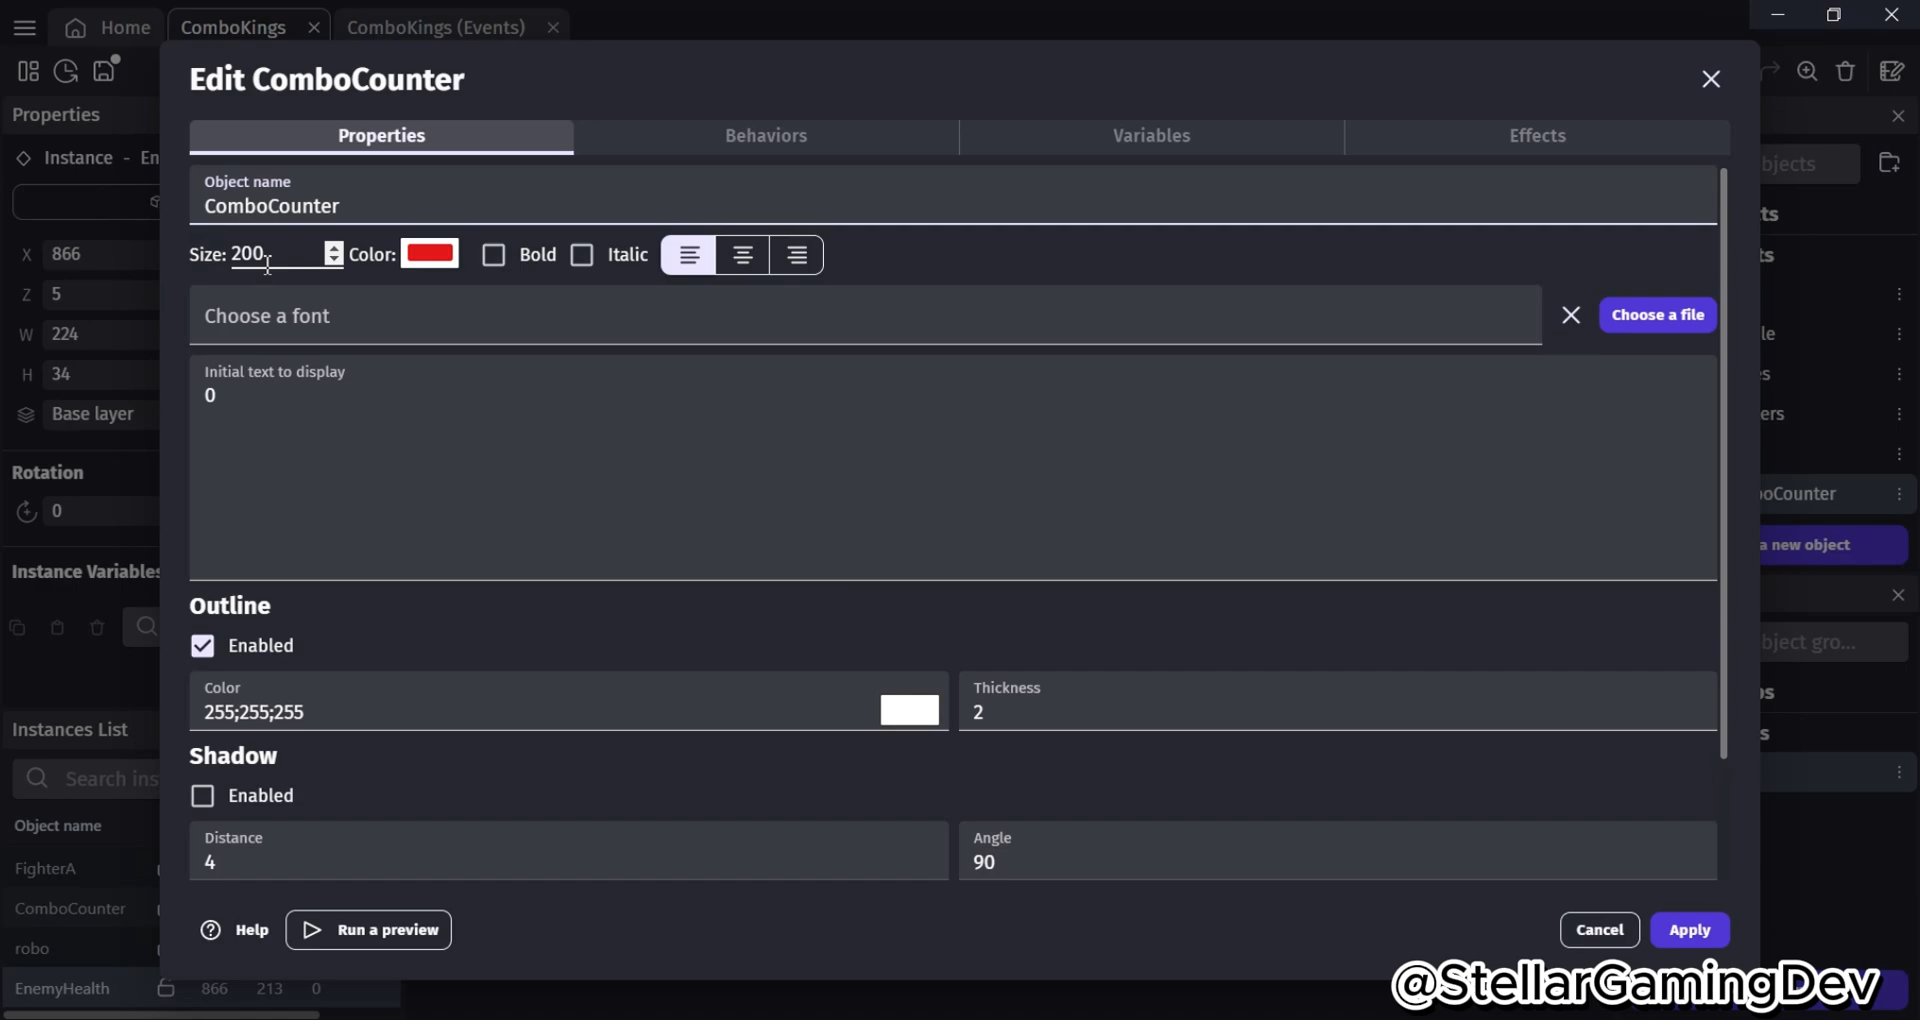 Home
ComboKings
ComboKings (Events)
Edit ComboCounter
Properties
Behaviors
Variables
Effects
Properties
Instance - En
X 866
Z 5
W 224
H 34
Base layer
Rotation
0
Instance Variables
Instances List
Search ins
Object name
FighterA
ComboCounter
robo
EnemyHealth 866 213 0
Object name
ComboCounter
Size: 200 Color: Bold Italic
Choose a font
Choose a file
Initial text to display
0
Outline
Enabled
Color
255;255;255
Thickness
2
Shadow
Enabled
Distance
4
Angle
90
Help
Run a preview
Cancel
Apply
bjects
ts
ts
le
s
ers
oCounter
a new object
bject gro...
s
s
@StellarGamingDev